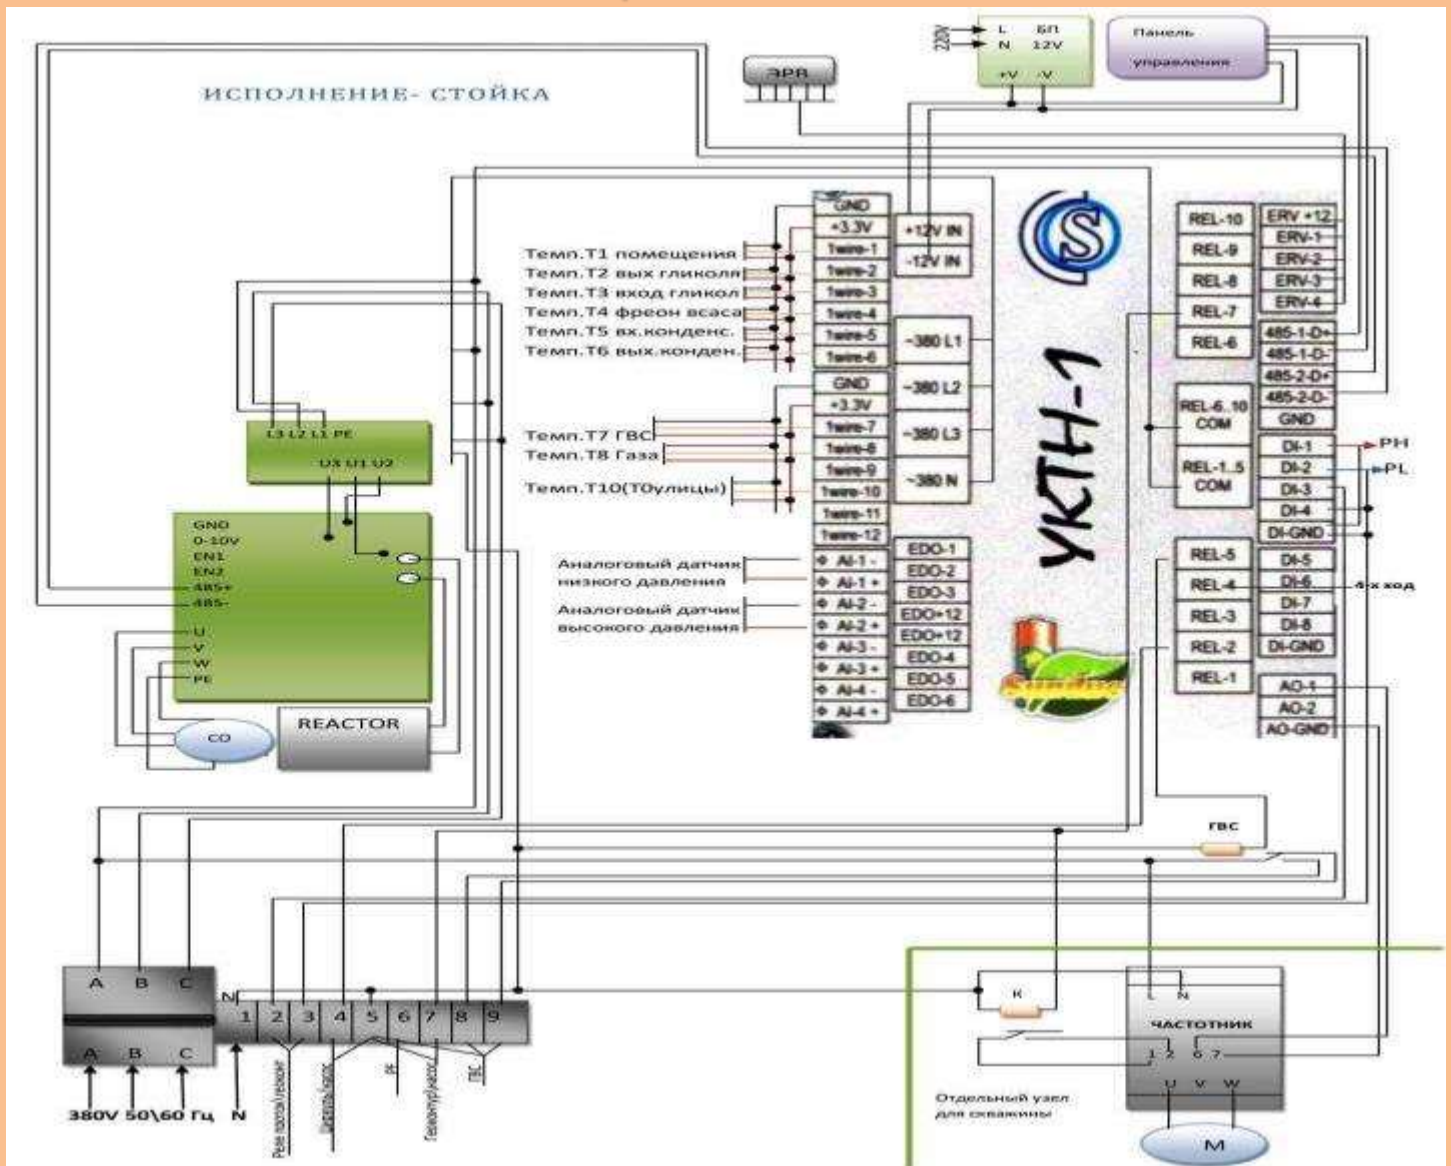 ИСПОЛНЕНИЕ- СТОЙКА
ЭРВ
220V
L БП
N 12V
+V -V
Панель
управления
GND
+3.3V
1wire-1
1wire-2
1wire-3
1wire-4
1wire-5
1wire-6
GND
+3.3V
1wire-7
1wire-8
1wire-9
1wire-10
1wire-11
1wire-12
AI-1 -
AI-1 +
AI-2 -
AI-2 +
AI-3 -
AI-3 +
AI-4 -
AI-4 +
+12V IN
-12V IN
~380 L1
~380 L2
~380 L3
~380 N
EDO-1
EDO-2
EDO-3
EDO+12
EDO+12
EDO-4
EDO-5
EDO-6
Темп.Т1 помещения
Темп.Т2 вых гликоля
Темп.Т3 вход гликол
Темп.Т4 фреон всаса
Темп.Т5 вх.конденс.
Темп.Т6 вых.конден.
Темп.Т7 ГВС
Темп.Т8 Газа
Темп.Т10(Т0улицы)
Аналоговый датчик
низкого давления
Аналоговый датчик
высокого давления
S
УКТН-1
REL-10
REL-9
REL-8
REL-7
REL-6
REL-6..10
COM
REL-1..5
COM
REL-5
REL-4
REL-3
REL-2
REL-1
ERV +12
ERV-1
ERV-2
ERV-3
ERV-4
485-1-D+
485-1-D-
485-2-D+
485-2-D-
GND
DI-1
DI-2
DI-3
DI-4
DI-GND
DI-5
DI-6
DI-7
DI-8
DI-GND
AO-1
AO-2
AO-GND
PH
PL
4-х ход
L3 L2 L1 PE
U3 U1 U2
GND
0-10V
EN1
EN2
485+
485-
U
V
W
PE
CO
REACTOR
ГВС
A B C
A B C
380V 50\60 Гц
N
N
1 2 3 4 5 6 7 8 9
PE
ГВС
К
L N
ЧАСТОТНИК
1 2 6 7
U V W
M
Отдельный узел
для скважины